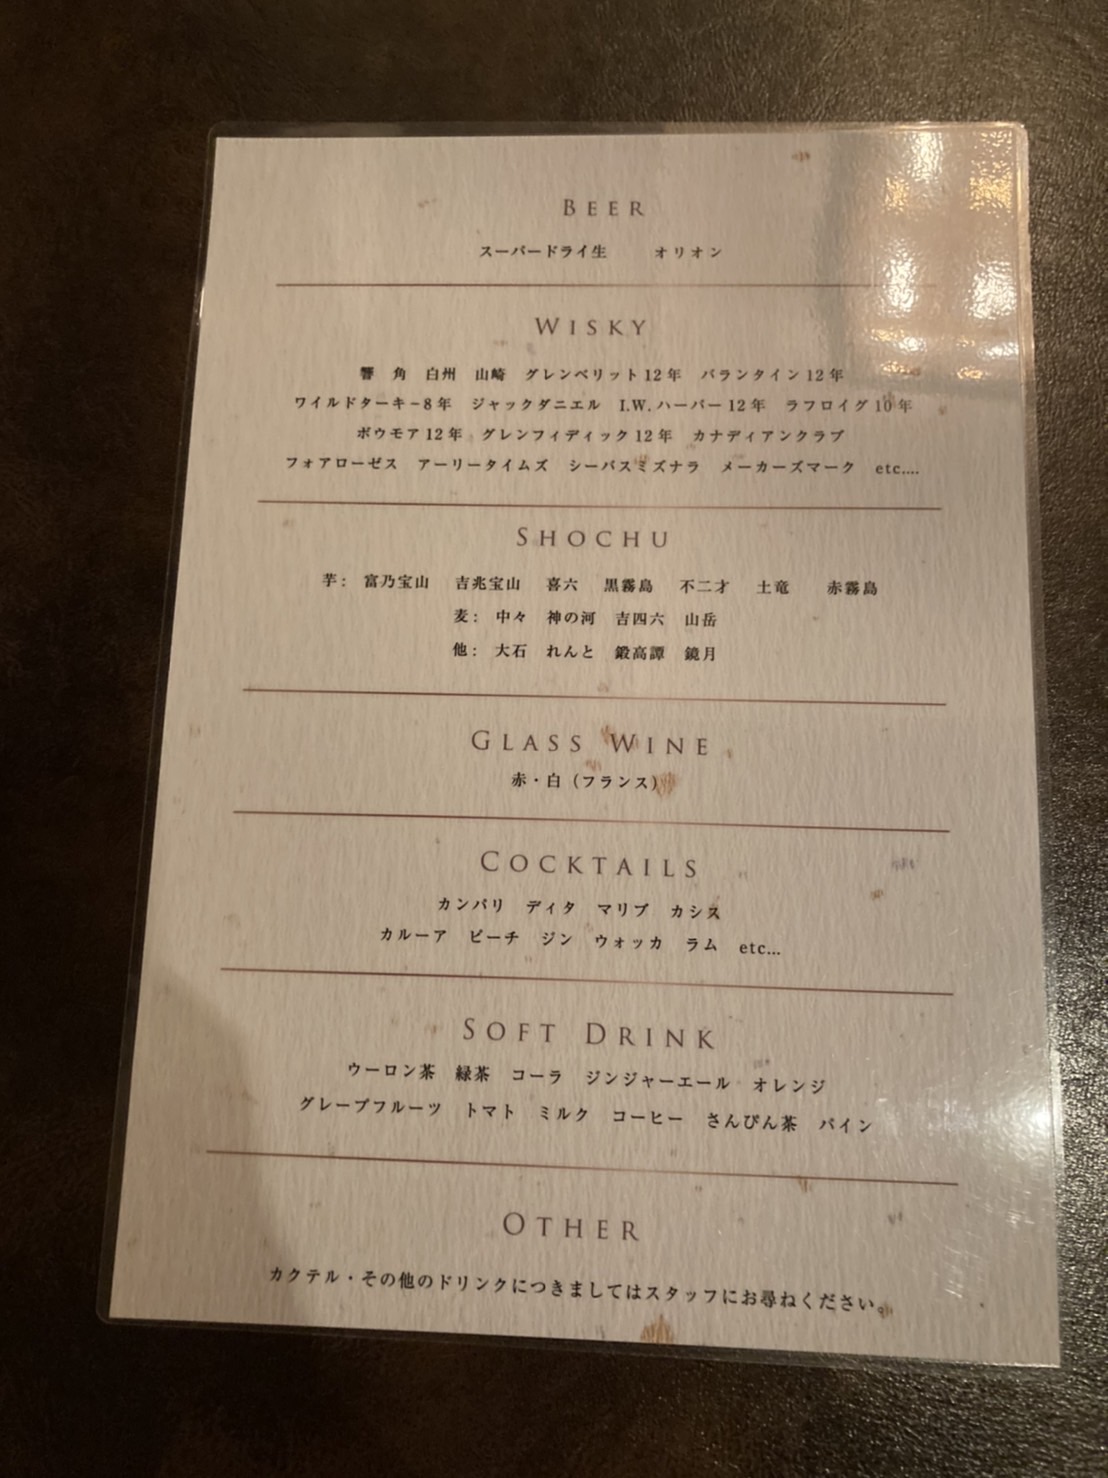 BEER
スーパードライ生　オリオン
WISKY
響　角　白州　山崎　グレンベリット12年　バランタイン12年
ワイルドターキー8年　ジャックダニエル　I.W.ハーパー12年　ラフロイグ10年
ボウモア12年　グレンフィディック12年　カナディアンクラブ
フォアローゼス　アーリータイムズ　シーバスミズナラ　メーカーズマーク　etc....
SHOCHU
芋：　富乃宝山　吉兆宝山　喜六　黒霧島　不二才　土竜　赤霧島
麦：　中々　神の河　吉四六　山岳
他：　大石　れんと　鍛高譚　鏡月
GLASS WINE
赤・白（フランス）
COCKTAILS
カンパリ　ディタ　マリブ　カシス
カルーア　ピーチ　ジン　ウォッカ　ラム　etc...
SOFT DRINK
ウーロン茶　緑茶　コーラ　ジンジャーエール　オレンジ
グレープフルーツ　トマト　ミルク　コーヒー　さんぴん茶　パイン
OTHER
カクテル・その他のドリンクにつきましてはスタッフにお尋ねください。